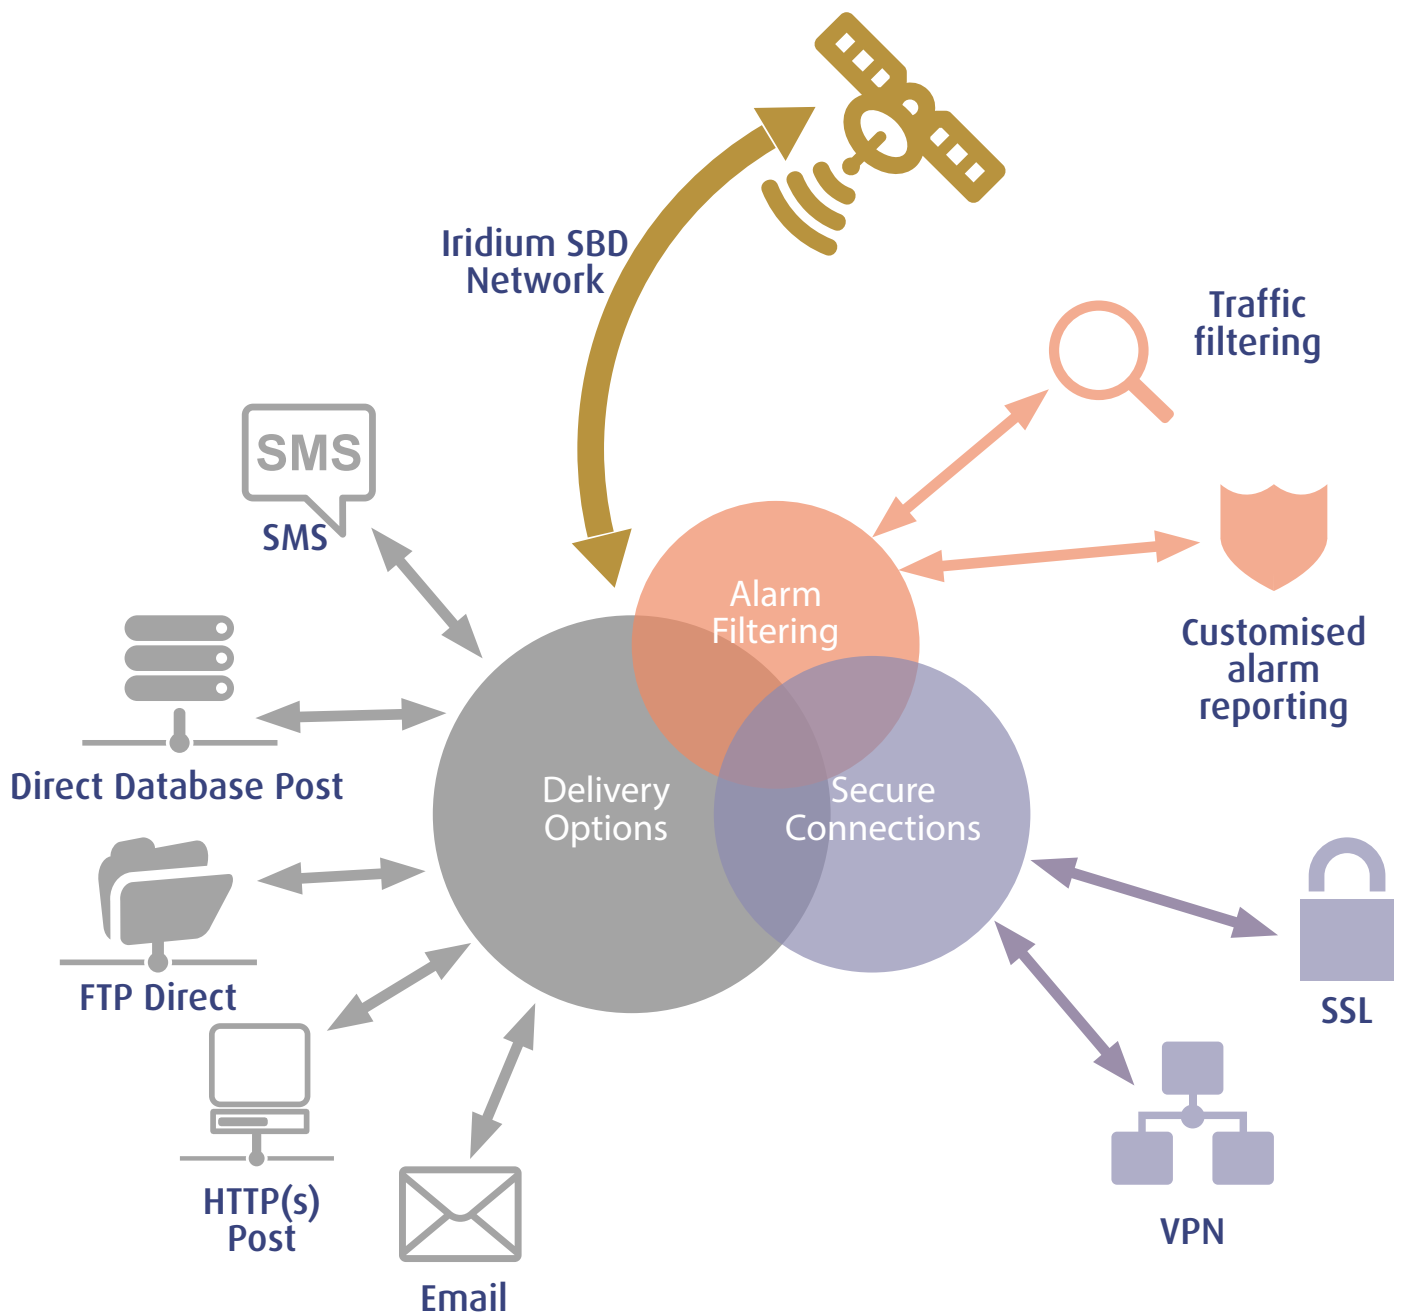 Iridium SBD
Network
Traffic
filtering
SMS
SMS
Alarm
Filtering
Customised
alarm
reporting
Direct Database Post
Delivery
Options
Secure
Connections
FTP Direct
SSL
HTTP(s)
Post
VPN
Email